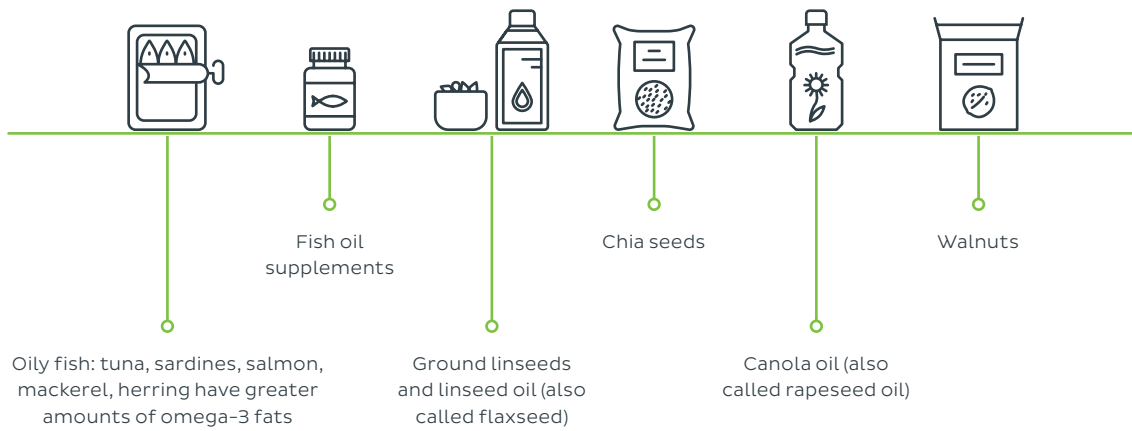 Fish oil
supplements
Chia seeds
Walnuts
Oily fish: tuna, sardines, salmon,
mackerel, herring have greater
amounts of omega-3 fats
Ground linseeds
and linseed oil (also
called flaxseed)
Canola oil (also
called rapeseed oil)